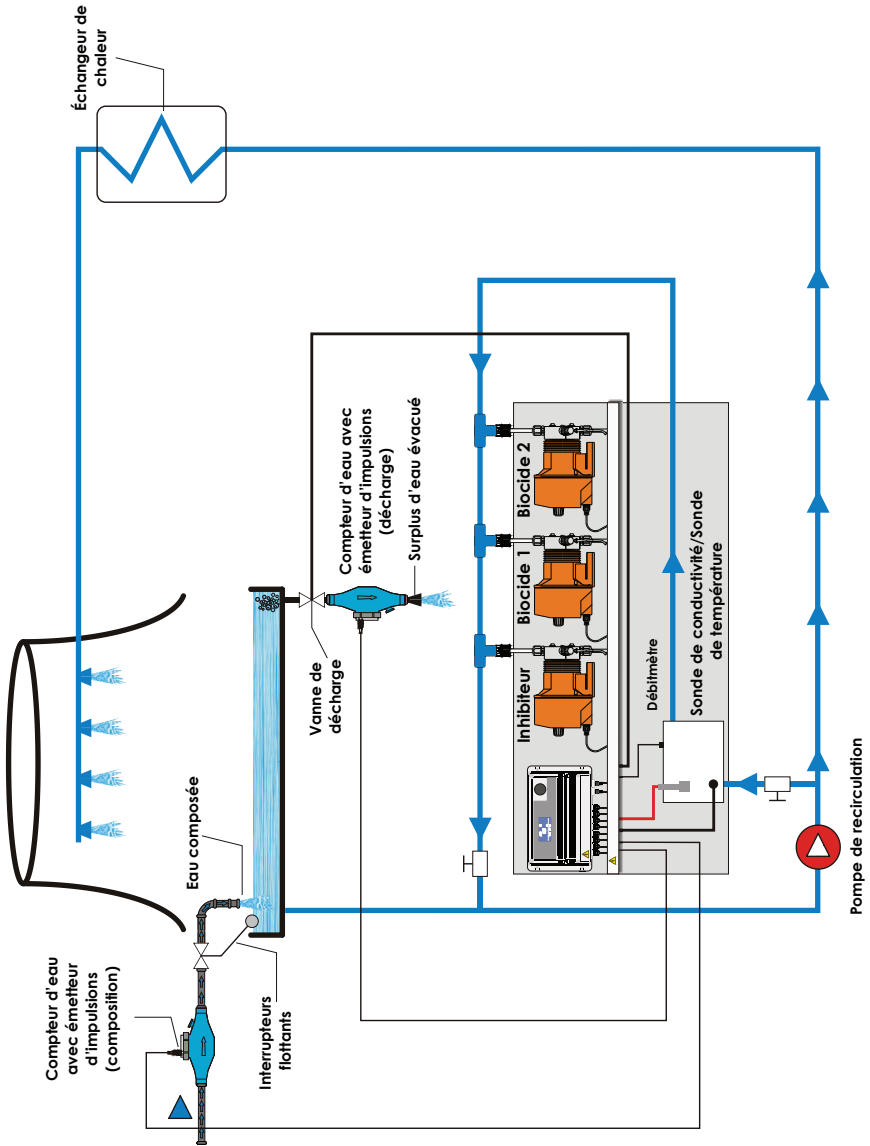 Échangeur de
chaleur
Compteur d'eau avec
émetteur d'impulsions
(décharge)
Surplus d'eau évacué
Vanne de
décharge
Eau composée
Compteur d'eau
avec émetteur
d'impulsions
(composition)
Interrupteurs
flottants
Inhibiteur
Biocide 1
Biocide 2
Débitmètre
Sonde de conductivité/Sonde
de température
Pompe de recirculation